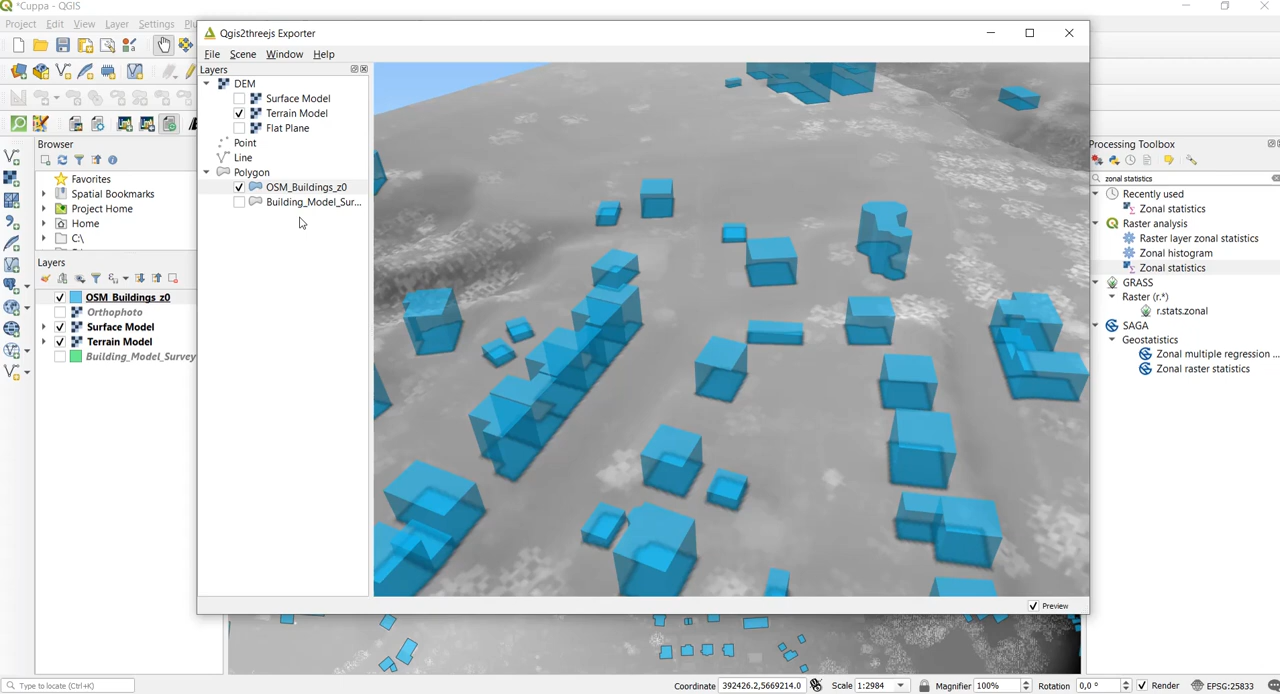 *Cuppa - QGIS
Project Edit View Layer Settings Plu
Qgis2threejs Exporter
File Scene Window Help
Layers
DEM
Surface Model
Terrain Model
Flat Plane
Point
Line
Polygon
OSM_Buildings_z0
Building_Model_Sur...
Preview
Browser
Favorites
Spatial Bookmarks
Project Home
Home
C:\
Layers
OSM_Buildings_z0
Orthophoto
Surface Model
Terrain Model
Building_Model_Survey
Processing Toolbox
zonal statistics
Recently used
Zonal statistics
Raster analysis
Raster layer zonal statistics
Zonal histogram
Zonal statistics
GRASS
Raster (r.*)
r.stats.zonal
SAGA
Geostatistics
Zonal multiple regression ...
Zonal raster statistics
Type to locate (Ctrl+K)
Coordinate 392426.2,5669214.0 Scale 1:2984 Magnifier 100% Rotation 0,0 ° Render EPSG:25833